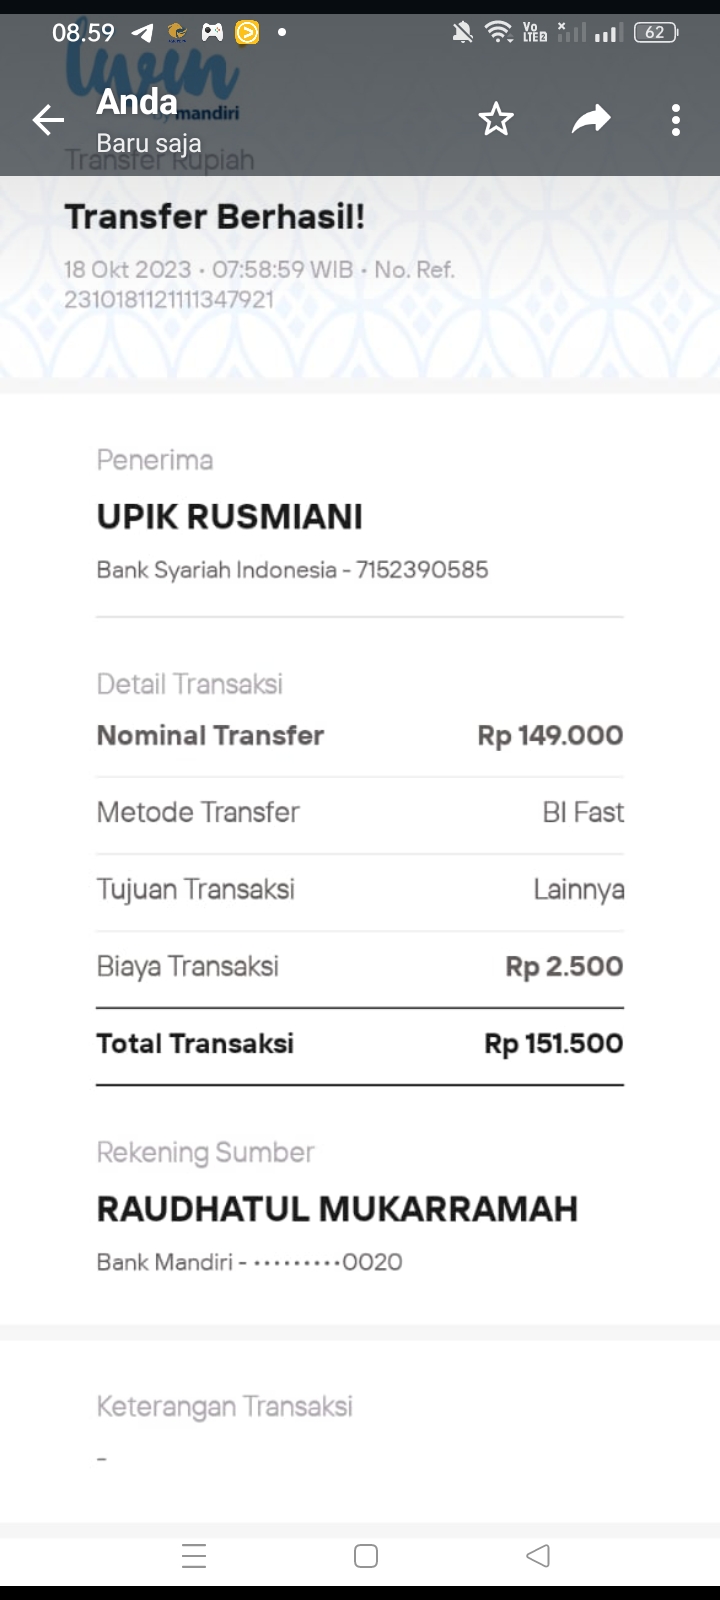 08.59
Vo
LTE2
62
livin'
by mandiri
Anda
Baru saja
Transfer Rupiah
Transfer Berhasil!
18 Okt 2023 • 07:58:59 WIB • No. Ref.
2310181121111347921
Penerima
UPIK RUSMIANI
Bank Syariah Indonesia - 7152390585
Detail Transaksi
Nominal Transfer Rp 149.000
Metode Transfer BI Fast
Tujuan Transaksi Lainnya
Biaya Transaksi Rp 2.500
Total Transaksi Rp 151.500
Rekening Sumber
RAUDHATUL MUKARRAMAH
Bank Mandiri - •••••••••0020
Keterangan Transaksi
-